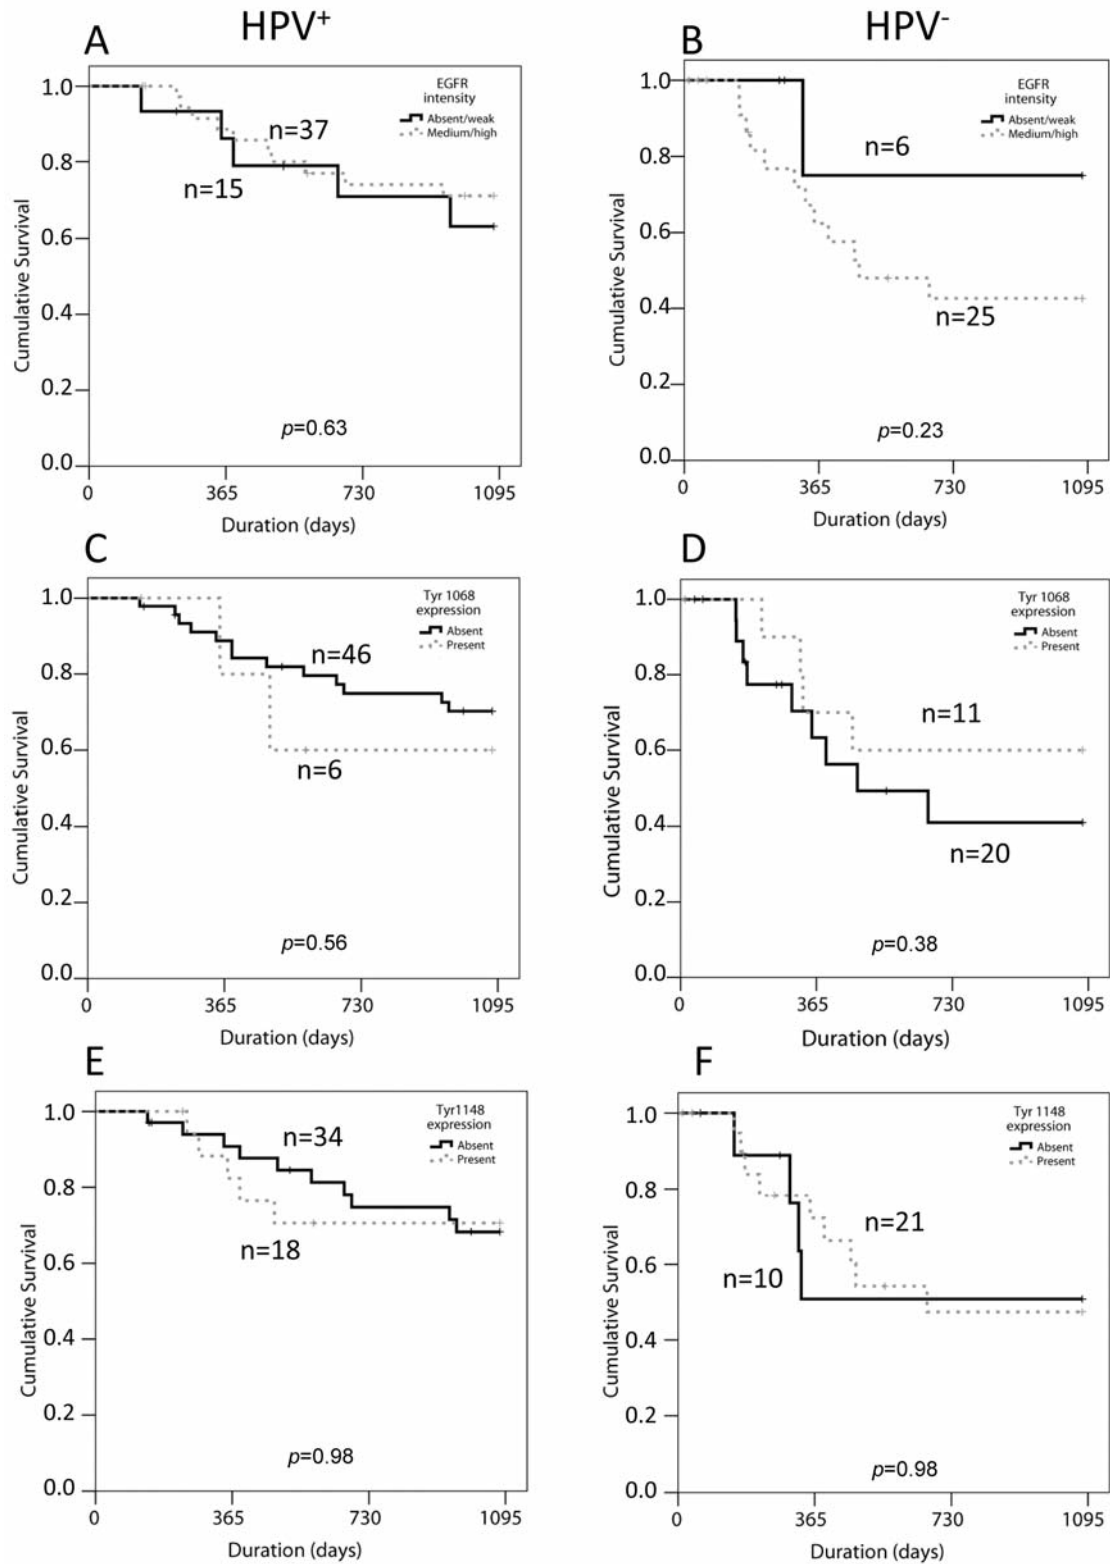 HPV+
HPV-
A
EGFR
intensity
Absent/weak
Medium/high
n=37
n=15
p=0.63
Cumulative Survival
1.0
0.8
0.6
0.4
0.2
0.0
0 365 730 1095
Duration (days)
B
EGFR
intensity
Absent/weak
Medium/high
n=6
n=25
p=0.23
Cumulative Survival
1.0
0.8
0.6
0.4
0.2
0.0
0 365 730 1095
Duration (days)
C
Tyr 1068
expression
Absent
Present
n=46
n=6
p=0.56
Cumulative Survival
1.0
0.8
0.6
0.4
0.2
0.0
0 365 730 1095
Duration (days)
D
Tyr 1068
expression
Absent
Present
n=11
n=20
p=0.38
Cumulative Survival
1.0
0.8
0.6
0.4
0.2
0.0
0 365 730 1095
Duration (days)
E
Tyr1148
expression
Absent
Present
n=34
n=18
p=0.98
Cumulative Survival
1.0
0.8
0.6
0.4
0.2
0.0
0 365 730 1095
Duration (days)
F
Tyr 1148
expression
Absent
Present
n=21
n=10
p=0.98
Cumulative Survival
1.0
0.8
0.6
0.4
0.2
0.0
0 365 730 1095
Duration (days)